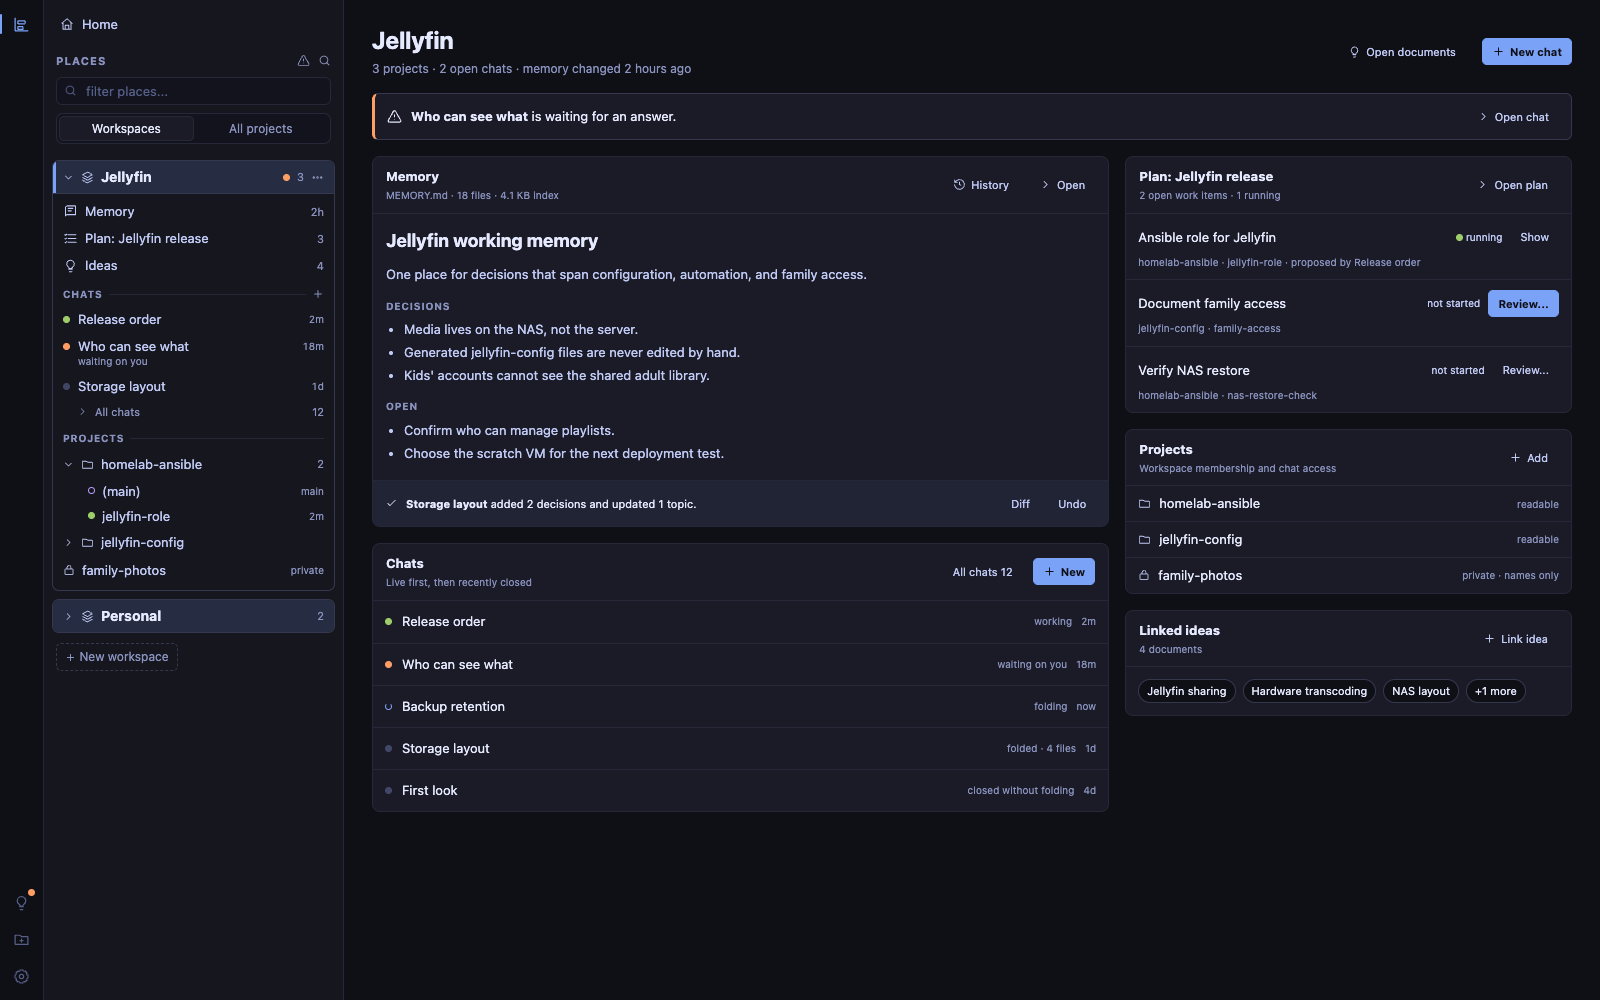 Home
PLACES
filter places...
Workspaces
All projects
Jellyfin
3
Memory
2h
Plan: Jellyfin release
3
Ideas
4
CHATS
Release order
2m
Who can see what
18m
waiting on you
Storage layout
1d
All chats
12
PROJECTS
homelab-ansible
2
(main)
main
jellyfin-role
2m
jellyfin-config
family-photos
private
Personal
2
+ New workspace
Jellyfin
3 projects · 2 open chats · memory changed 2 hours ago
Open documents
+ New chat
Who can see what is waiting for an answer.
Open chat
Memory
MEMORY.md · 18 files · 4.1 KB index
History
Open
Jellyfin working memory
One place for decisions that span configuration, automation, and family access.
DECISIONS
• Media lives on the NAS, not the server.
• Generated jellyfin-config files are never edited by hand.
• Kids' accounts cannot see the shared adult library.
OPEN
• Confirm who can manage playlists.
• Choose the scratch VM for the next deployment test.
Storage layout added 2 decisions and updated 1 topic.
Diff
Undo
Chats
Live first, then recently closed
All chats 12
+ New
Release order
working 2m
Who can see what
waiting on you 18m
Backup retention
folding now
Storage layout
folded · 4 files 1d
First look
closed without folding 4d
Plan: Jellyfin release
2 open work items · 1 running
Open plan
Ansible role for Jellyfin
running
Show
homelab-ansible · jellyfin-role · proposed by Release order
Document family access
not started
Review...
jellyfin-config · family-access
Verify NAS restore
not started
Review...
homelab-ansible · nas-restore-check
Projects
Workspace membership and chat access
+ Add
homelab-ansible
readable
jellyfin-config
readable
family-photos
private · names only
Linked ideas
4 documents
+ Link idea
Jellyfin sharing
Hardware transcoding
NAS layout
+1 more